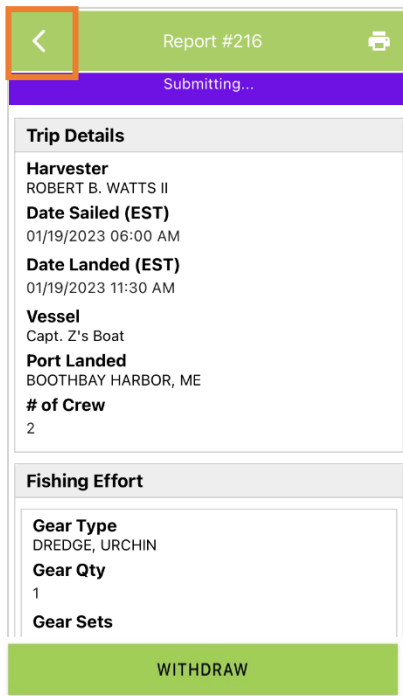 Report #216
Submitting...
Trip Details
Harvester
ROBERT B. WATTS II
Date Sailed (EST)
01/19/2023 06:00 AM
Date Landed (EST)
01/19/2023 11:30 AM
Vessel
Capt. Z's Boat
Port Landed
BOOTHBAY HARBOR, ME
# of Crew
2
Fishing Effort
Gear Type
DREDGE, URCHIN
Gear Qty
1
Gear Sets
WITHDRAW